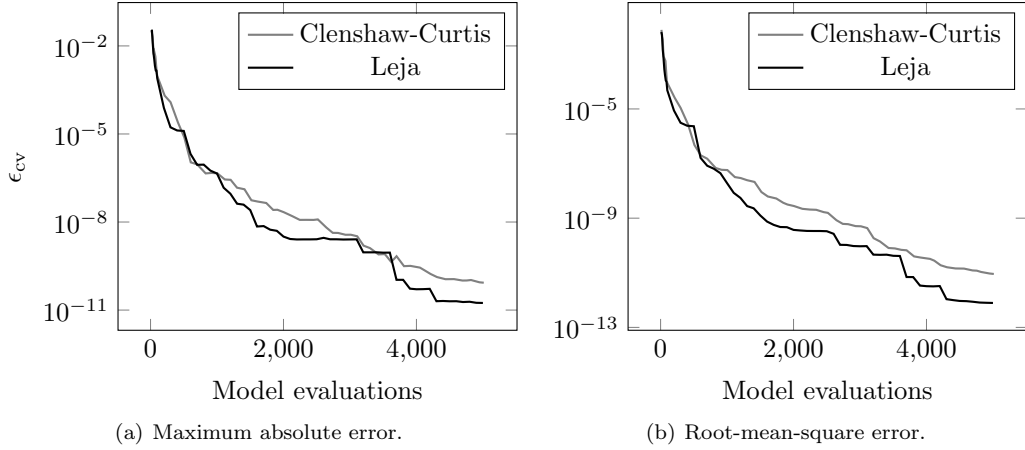 10^{-2}
10^{-5}
10^{-8}
10^{-11}
ϵ_{cv}
Clenshaw-Curtis
Leja
0 2,000 4,000
Model evaluations
(a) Maximum absolute error.
10^{-5}
10^{-9}
10^{-13}
Clenshaw-Curtis
Leja
0 2,000 4,000
Model evaluations
(b) Root-mean-square error.